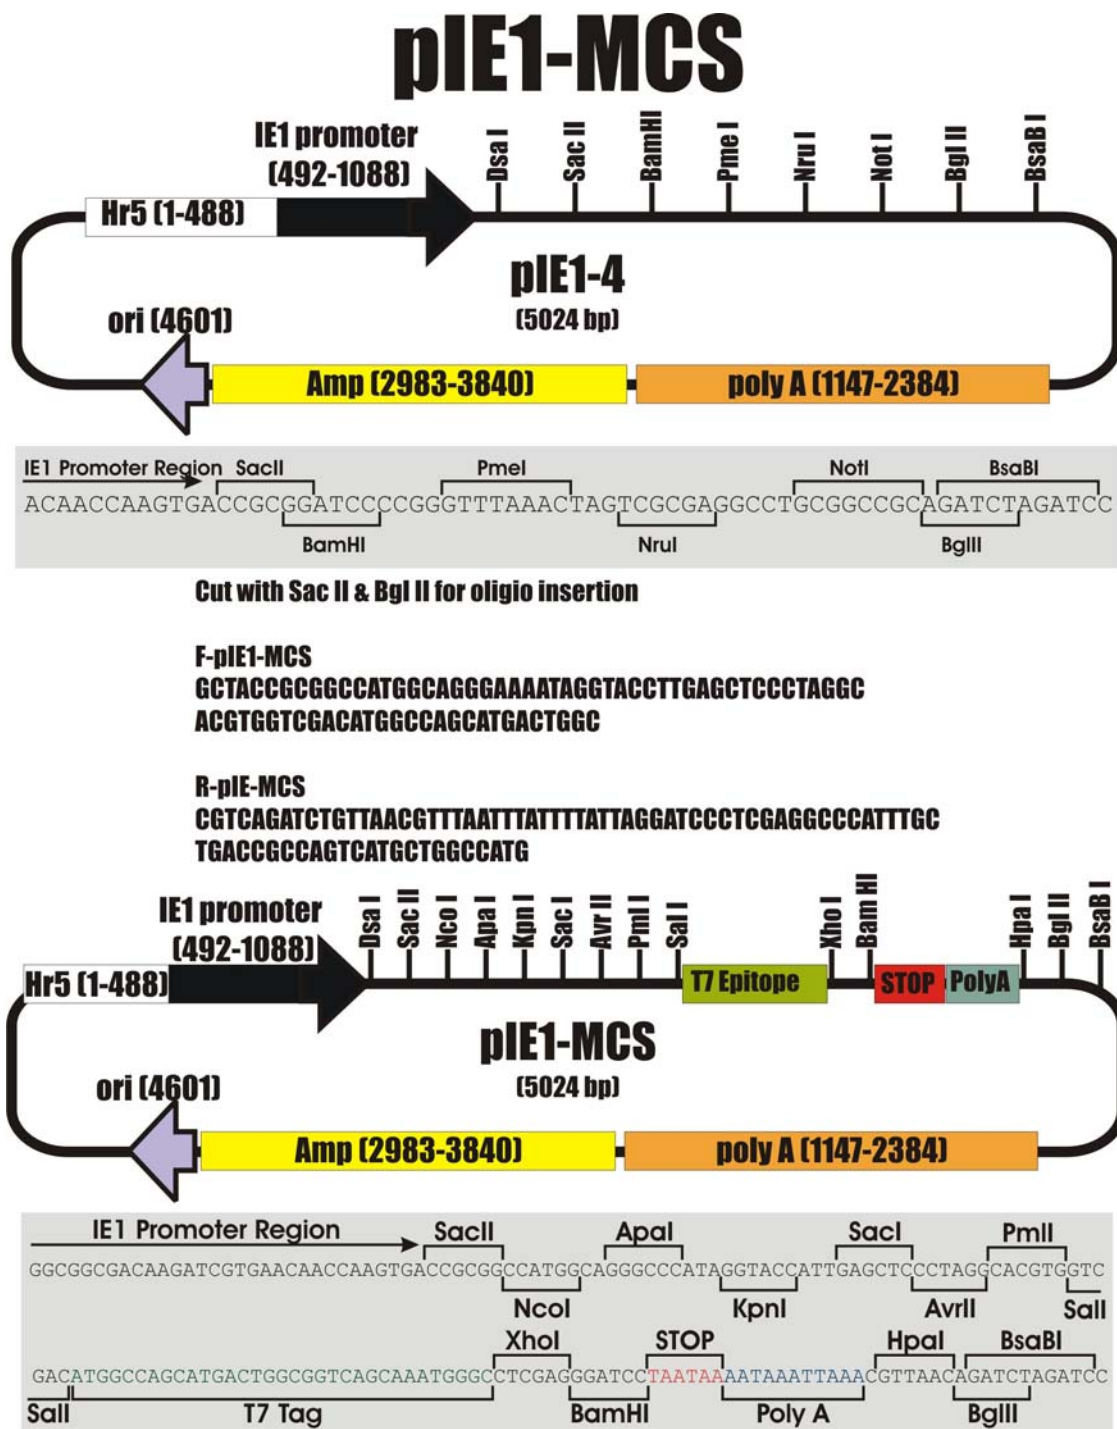 pIE1-MCS
IE1 promoter
(492-1088)
Dsa I
Sac II
BamHI
Pme I
Nru I
Not I
Bgl II
BsaB I
Hr5 (1-488)
pIE1-4
(5024 bp)
ori (4601)
Amp (2983-3840)
poly A (1147-2384)
IE1 Promoter Region SacII PmeI NotI BsaBI
ACAACCAAGTGACCGCGGATCCCCGGGTTTAAACTAGTCGCGAGGCCTGCGGCCGCAGATCTAGATCC
BamHI NruI BglII
Cut with Sac II & Bgl II for oligio insertion
F-pIE1-MCS
GCTACCGCGGCCATGGCAGGGAAAATAGGTACCTTGAGCTCCCTAGGC
ACGTGGTCGACATGGCCAGCATGACTGGC
R-pIE-MCS
CGTCAGATCTGTTAACGTTTAATTTATTTTATTAGGATCCCTCGAGGCCCATTTGC
TGACCGCCAGTCATGCTGGCCATG
IE1 promoter
(492-1088)
Dsa I
Sac II
Nco I
Apa I
Kpn I
Sac I
Avr II
Pml I
Sal I
Xho I
Bam HI
Hpa I
Bgl II
BsaB I
Hr5 (1-488)
T7 Epitope
STOP
PolyA
pIE1-MCS
(5024 bp)
ori (4601)
Amp (2983-3840)
poly A (1147-2384)
IE1 Promoter Region SacII ApaI SacI PmlI
GGCGGCGACAAGATCGTGAACAACCAAGTGACCGCGGCCATGGCAGGGCCCATAGGTACCATTGAGCTCCCTAGGCACGTGGTC
NcoI KpnI AvrII SalI
XhoI STOP HpaI BsaBI
GACATGGCCAGCATGACTGGCGGTCAGCAAATGGGCCTCGAGGGATCCTAATAAAATAAATTAAACGTTAACAGATCTAGATCC
SalI T7 Tag BamHI Poly A BglII